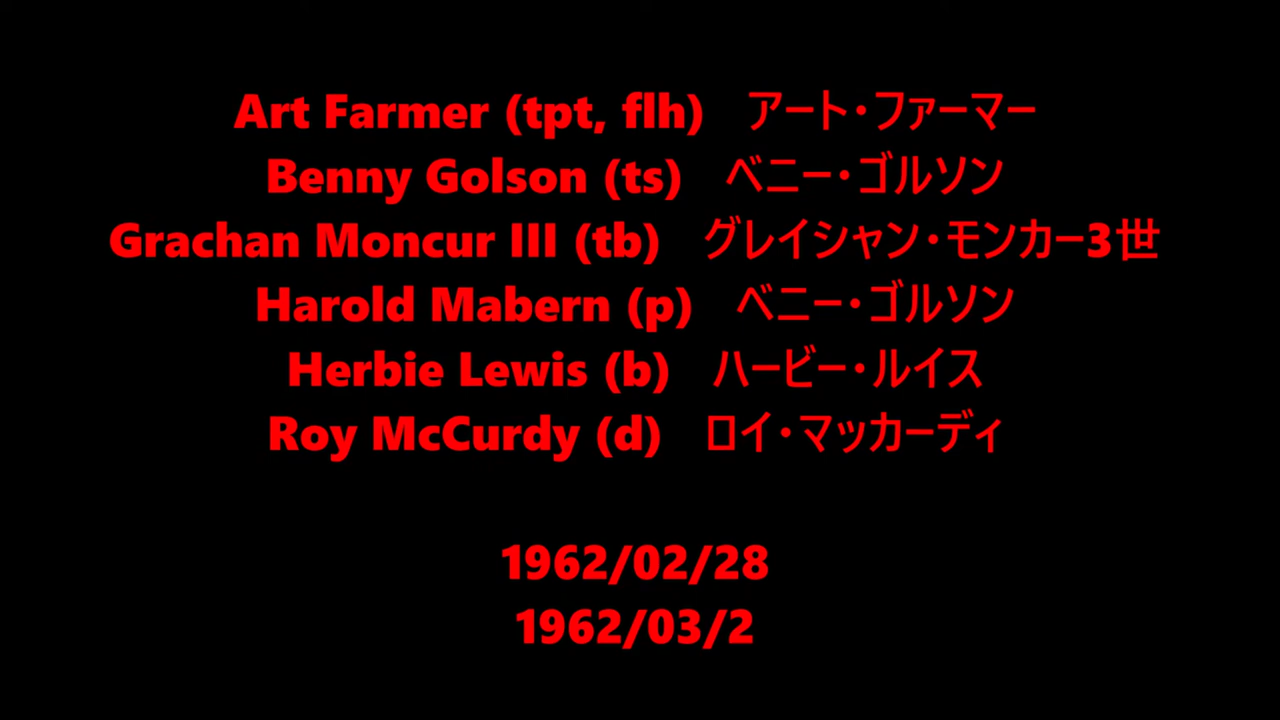 Art Farmer (tpt, flh) アート・ファーマー
Benny Golson (ts) ベニー・ゴルソン
Grachan Moncur III (tb) グレイシャン・モンカー3世
Harold Mabern (p) ベニー・ゴルソン
Herbie Lewis (b) ハービー・ルイス
Roy McCurdy (d) ロイ・マッカーディ
1962/02/28
1962/03/2